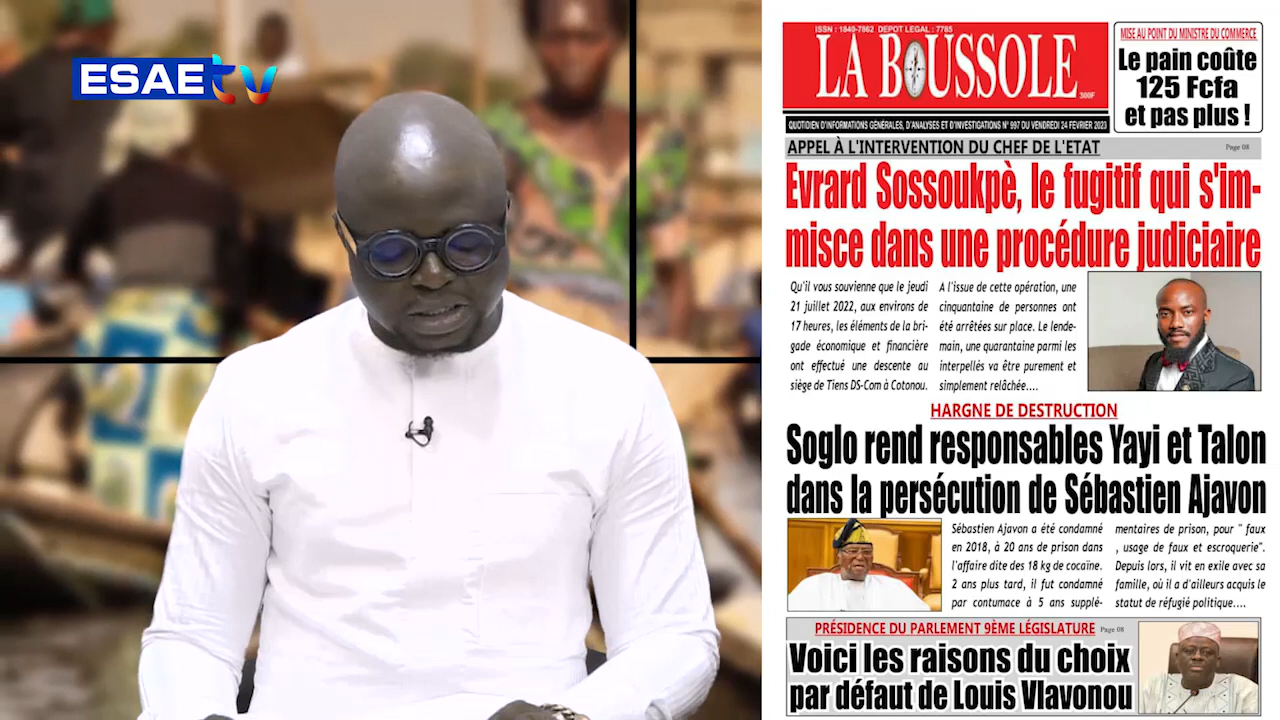 ESAE tv
ISSN : 1840-7862 DEPOT LEGAL : 7785
LA BOUSSOLE
300F
QUOTIDIEN D'INFORMATIONS GÉNÉRALES, D'ANALYSES ET D'INVESTIGATIONS N° 997 DU VENDREDI 24 FEVRIER 2023
MISE AU POINT DU MINISTRE DU COMMERCE
Le pain coûte
125 Fcfa
et pas plus !
APPEL À L'INTERVENTION DU CHEF DE L'ETAT
Page 08
Evrard Sossoukpè, le fugitif qui s'im-
misce dans une procédure judiciaire
Qu'il vous souvienne que le jeudi
21 juillet 2022, aux environs de
17 heures, les éléments de la bri-
gade économique et financière
ont effectué une descente au
siège de Tiens DS-Com à Cotonou.
A l'issue de cette opération, une
cinquantaine de personnes ont
été arrêtées sur place. Le lende-
main, une quarantaine parmi les
interpellés va être purement et
simplement relâchée....
HARGNE DE DESTRUCTION
Soglo rend responsables Yayi et Talon
dans la persécution de Sébastien Ajavon
Sébastien Ajavon a été condamné
en 2018, à 20 ans de prison dans
l'affaire dite des 18 kg de cocaïne.
2 ans plus tard, il fut condamné
par contumace à 5 ans supplé-
mentaires de prison, pour " faux
, usage de faux et escroquerie".
Depuis lors, il vit en exile avec sa
famille, où il a d'ailleurs acquis le
statut de réfugié politique....
PRÉSIDENCE DU PARLEMENT 9ÈME LÉGISLATURE
Page 08
Voici les raisons du choix
par défaut de Louis Vlavonou